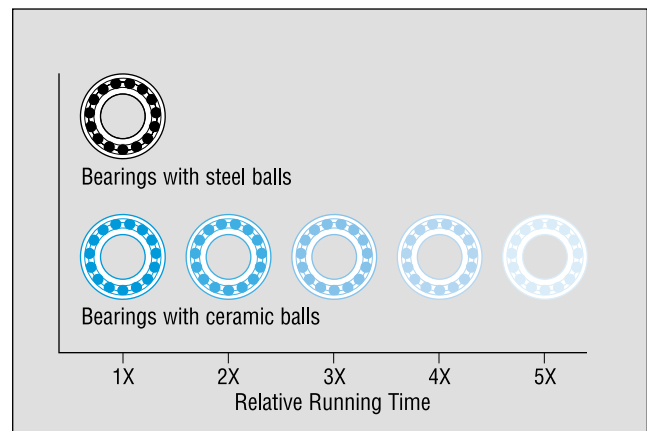 Bearings with steel balls
Bearings with ceramic balls
1X 2X 3X 4X 5X
Relative Running Time